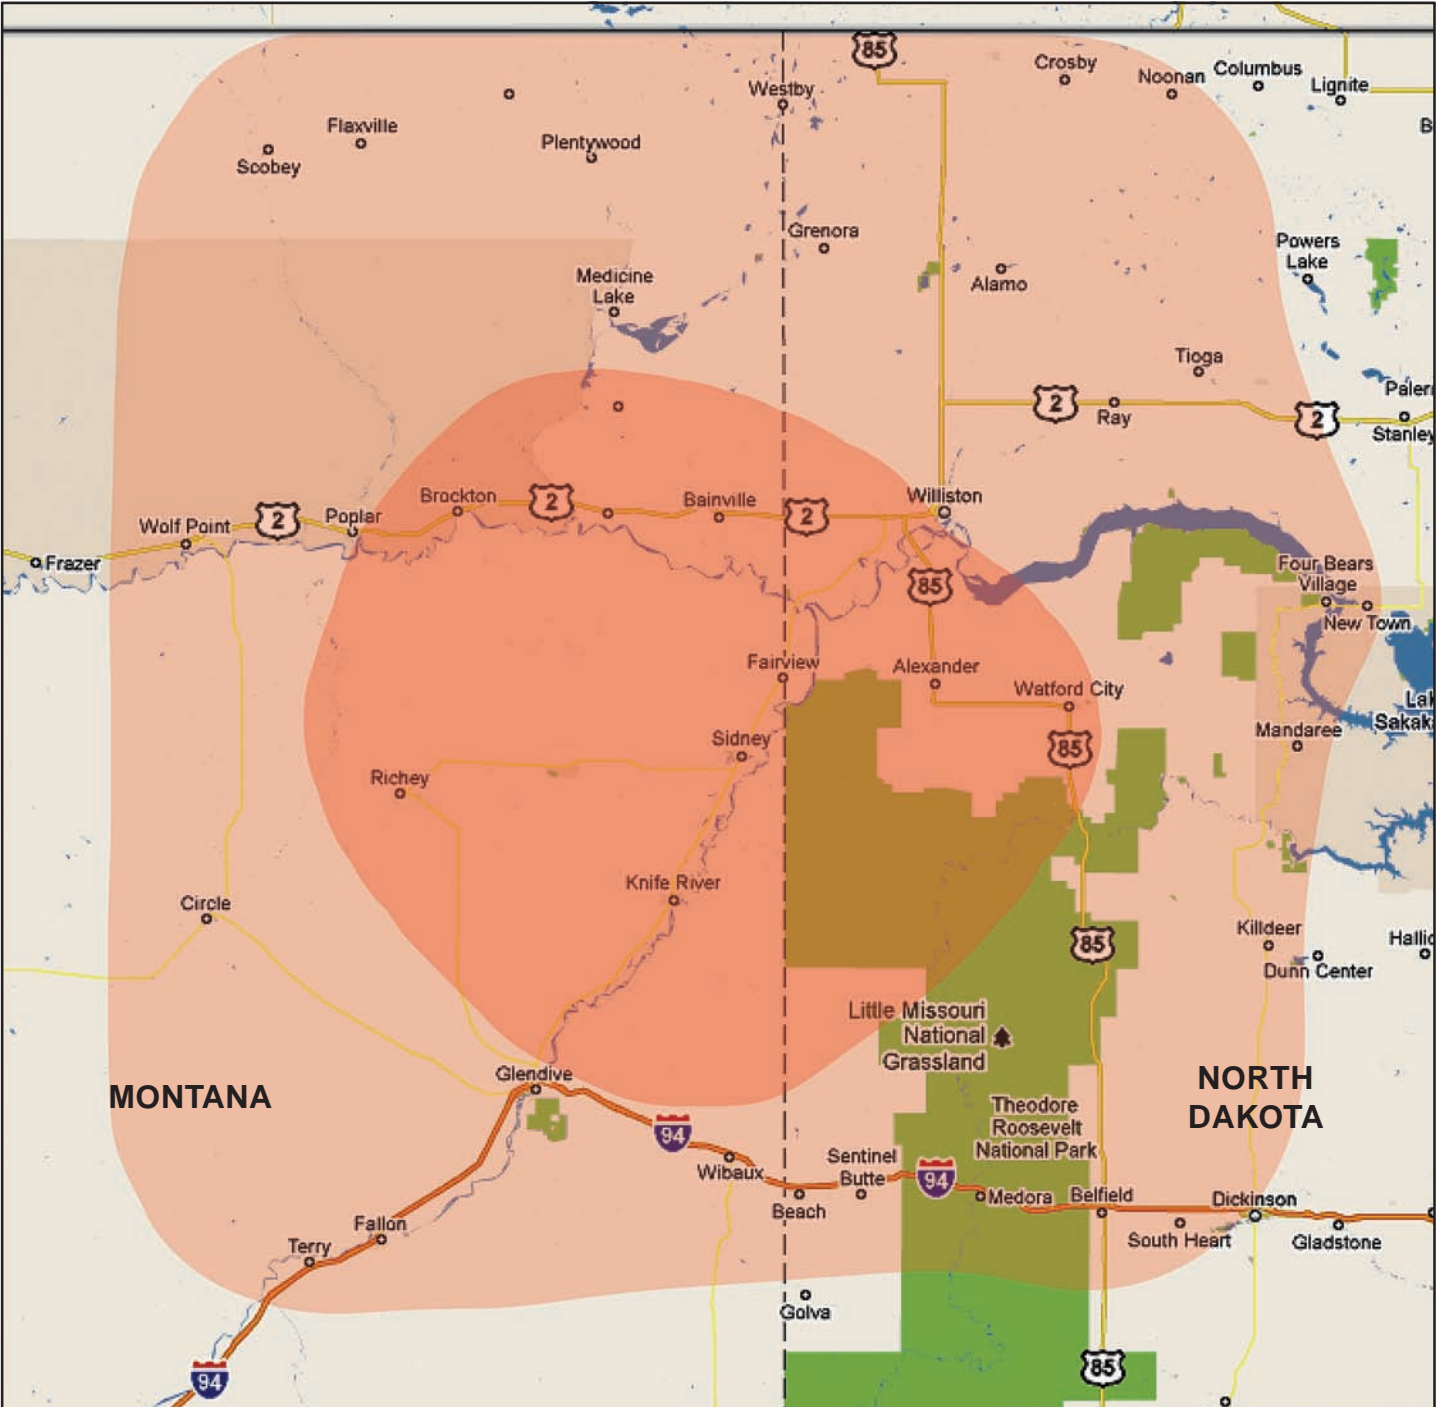 85
Crosby
Noonan
Columbus
Lignite
Westby
B
Flaxville
Scobey
Plentywood
Grenora
Powers
Lake
Medicine
Lake
Alamo
Tioga
2
Ray
2
Paler
Stanley
Brockton
2
Bainville
2
Williston
Wolf Point
2
Poplar
Frazer
85
Four Bears
Village
New Town
Fairview
Alexander
Watford City
Lak
Sakak
Sidney
85
Mandaree
Richey
Knife River
Circle
85
Killdeer
Hallid
Dunn Center
Little Missouri
National
Grassland
Glendive
MONTANA
NORTH
DAKOTA
Theodore
Roosevelt
National Park
94
Wibaux
Sentinel
Butte
94
Beach
Medora
Belfield
Dickinson
South Heart
Gladstone
Fallon
Terry
Golva
94
85